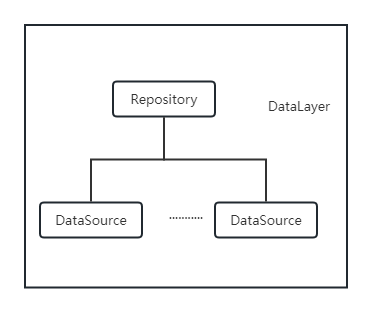 Repository
DataLayer
DataSource
...........
DataSource